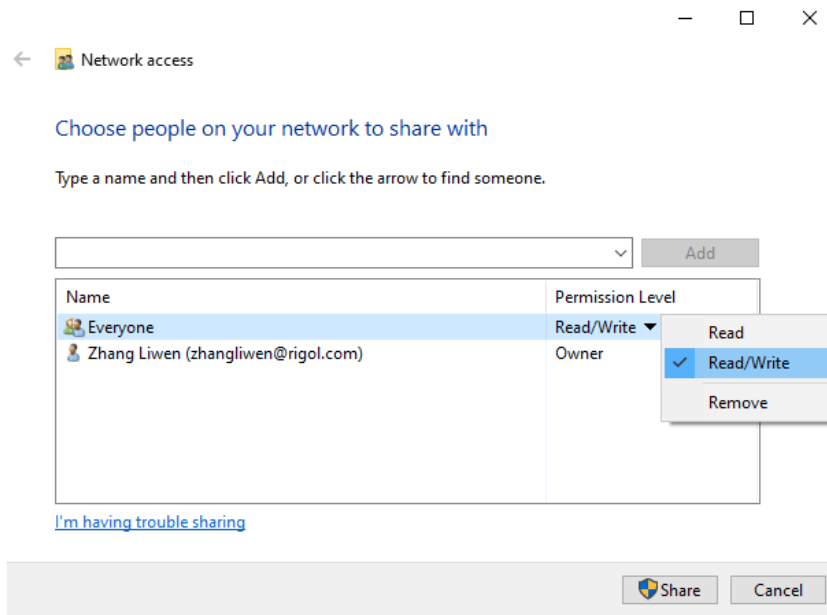 Network access
Choose people on your network to share with
Type a name and then click Add, or click the arrow to find someone.
Add
Name Permission Level
Everyone Read/Write
Read
Zhang Liwen (zhangliwen@rigol.com) Owner
Read/Write
Remove
I'm having trouble sharing
Share Cancel